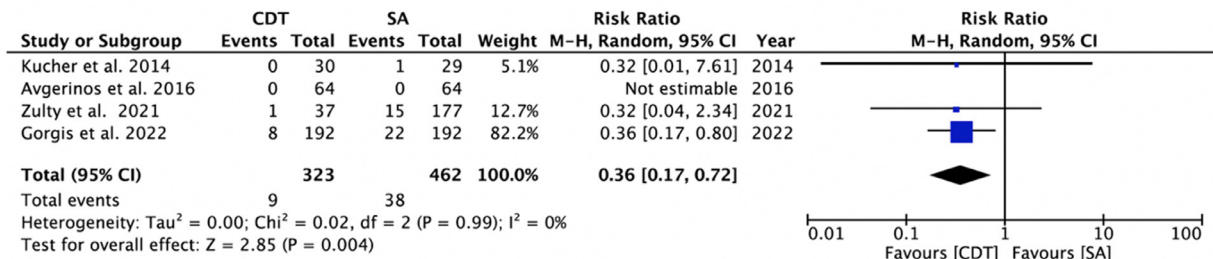 CDT SA Risk Ratio Risk Ratio
Study or Subgroup Events Total Events Total Weight M-H, Random, 95% CI Year M-H, Random, 95% CI
Kucher et al. 2014 0 30 1 29 5.1% 0.32 [0.01, 7.61] 2014
Avgerinos et al. 2016 0 64 0 64 Not estimable 2016
Zulty et al. 2021 1 37 15 177 12.7% 0.32 [0.04, 2.34] 2021
Gorgis et al. 2022 8 192 22 192 82.2% 0.36 [0.17, 0.80] 2022
Total (95% CI) 323 462 100.0% 0.36 [0.17, 0.72]
Total events 9 38
Heterogeneity: Tau² = 0.00; Chi² = 0.02, df = 2 (P = 0.99); I² = 0%
Test for overall effect: Z = 2.85 (P = 0.004)
0.01 0.1 1 10 100
Favours [CDT] Favours [SA]